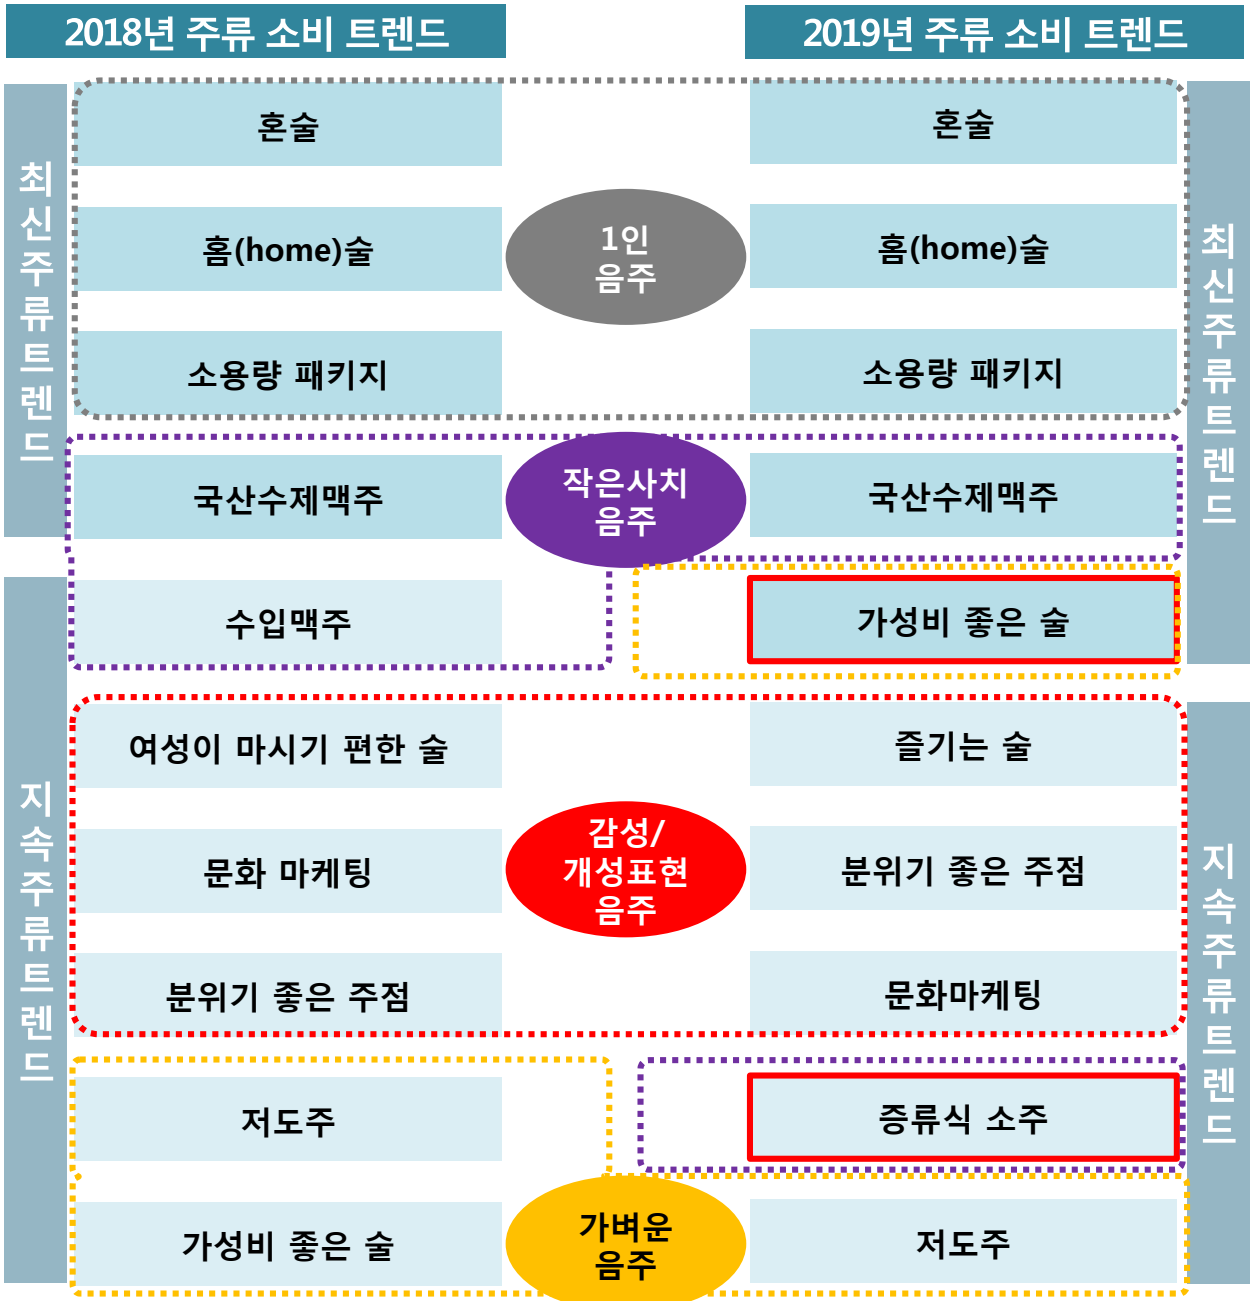 2018년 주류 소비 트렌드
2019년 주류 소비 트렌드
최신주류트렌드
혼술
홈(home)술
소용량 패키지
국산수제맥주
지속주류트렌드
수입맥주
여성이 마시기 편한 술
문화 마케팅
분위기 좋은 주점
저도주
가성비 좋은 술
1인
음주
작은사치
음주
감성/
개성표현
음주
가벼운
음주
최신주류트렌드
혼술
홈(home)술
소용량 패키지
국산수제맥주
가성비 좋은 술
지속주류트렌드
즐기는 술
분위기 좋은 주점
문화마케팅
증류식 소주
저도주